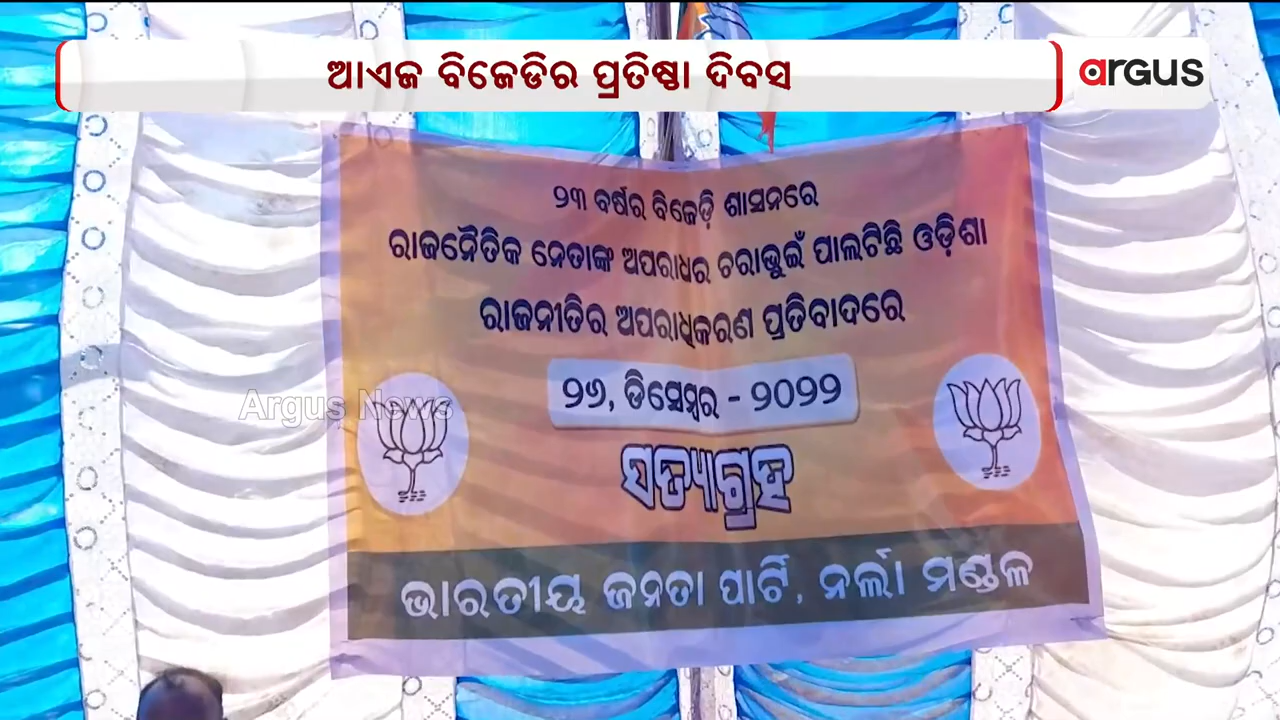 ଆଏଜ ବିଜେଡିର ପ୍ରତିଷ୍ଠା ଦିବସ
argus
୨୩ ବର୍ଷର ବିଜେଡ଼ି ଶାସନରେ
ରାଜନୈତିକ ନେତାଙ୍କ ଅପରାଧର ଚରାଭୁଇଁ ପାଲଟିଛି ଓଡ଼ିଶା
ରାଜନୀତିର ଅପରାଧିକରଣ ପ୍ରତିବାଦରେ
୨୬, ଡିସେମ୍ବର - ୨୦୨୨
Argus News
ସତ୍ୟାଗ୍ରହ
ଭାରତୀୟ ଜନତା ପାର୍ଟି, ନର୍ଲା ମଣ୍ଡଳ